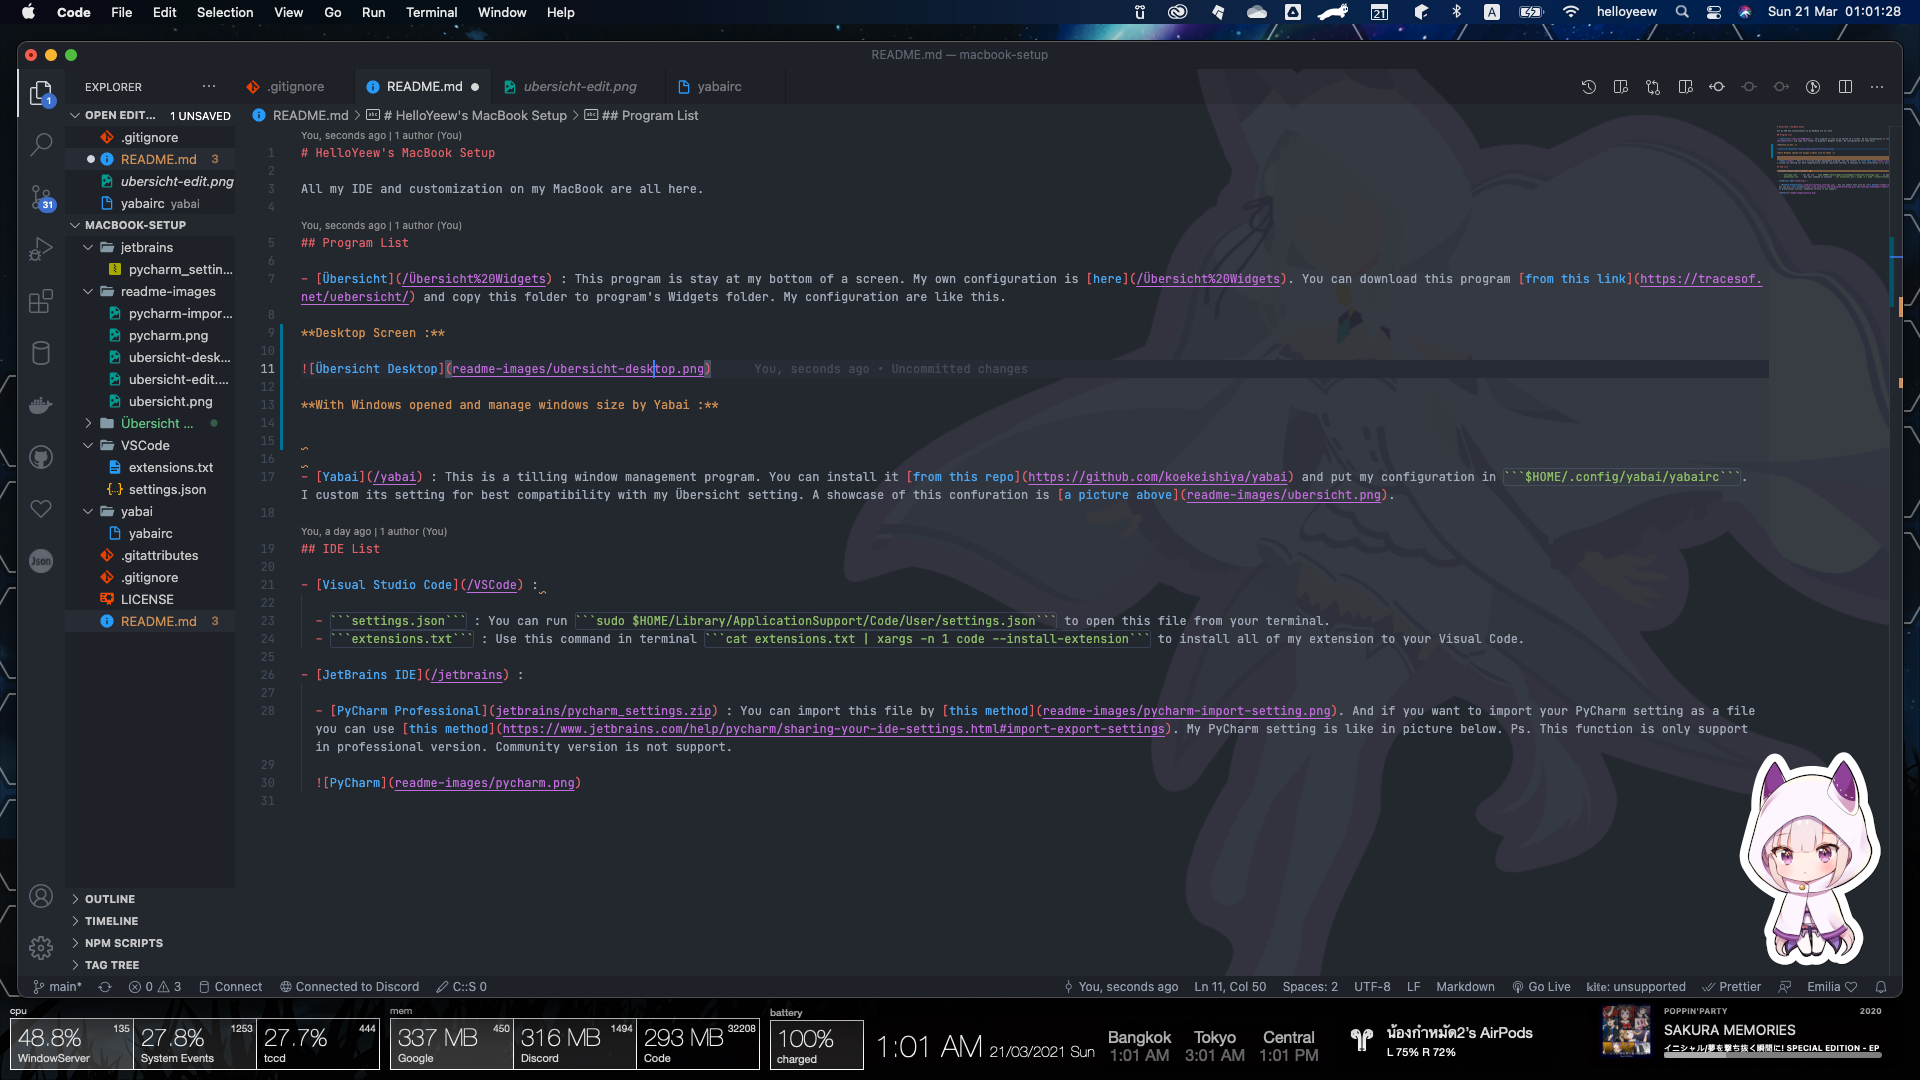 Code File Edit Selection View Go Run Terminal Window Help
21 A helloyeew Sun 21 Mar 01:01:28
README.md — macbook-setup
EXPLORER ···
.gitignore README.md ● ubersicht-edit.png yabairc
README.md > # HelloYeew's MacBook Setup > ## Program List
1
31
Json
OPEN EDIT... 1 UNSAVED
.gitignore
● README.md 3
ubersicht-edit.png
yabairc yabai
MACBOOK-SETUP
jetbrains
pycharm_settin...
readme-images
pycharm-impor...
pycharm.png
ubersicht-desk...
ubersicht-edit....
ubersicht.png
Übersicht ...
VSCode
extensions.txt
settings.json
yabai
yabairc
.gitattributes
.gitignore
LICENSE
README.md 3
OUTLINE
TIMELINE
NPM SCRIPTS
TAG TREE
You, seconds ago | 1 author (You)
1 # HelloYeew's MacBook Setup
2
3 All my IDE and customization on my MacBook are all here.
4
You, seconds ago | 1 author (You)
5 ## Program List
6
7 - [Übersicht](/Übersicht%20Widgets) : This program is stay at my bottom of a screen. My own configuration is [here](/Übersicht%20Widgets). You can download this program [from this link](https://tracesof.
net/uebersicht/) and copy this folder to program's Widgets folder. My configuration are like this.
8
9 **Desktop Screen :**
10
11 ![Übersicht Desktop](readme-images/ubersicht-desktop.png) You, seconds ago • Uncommitted changes
12
13 **With Windows opened and manage windows size by Yabai :**
14
15
16
17 - [Yabai](/yabai) : This is a tilling window management program. You can install it [from this repo](https://github.com/koekeishiya/yabai) and put my configuration in ```$HOME/.config/yabai/yabairc```.
I custom its setting for best compatibility with my Übersicht setting. A showcase of this confuration is [a picture above](readme-images/ubersicht.png).
18
You, a day ago | 1 author (You)
19 ## IDE List
20
21 - [Visual Studio Code](/VSCode) :
22
23 - ```settings.json``` : You can run ```sudo $HOME/Library/ApplicationSupport/Code/User/settings.json``` to open this file from your terminal.
24 - ```extensions.txt``` : Use this command in terminal ```cat extensions.txt | xargs -n 1 code --install-extension``` to install all of my extension to your Visual Code.
25
26 - [JetBrains IDE](/jetbrains) :
27
28 - [PyCharm Professional](jetbrains/pycharm_settings.zip) : You can import this file by [this method](readme-images/pycharm-import-setting.png). And if you want to import your PyCharm setting as a file
you can use [this method](https://www.jetbrains.com/help/pycharm/sharing-your-ide-settings.html#import-export-settings). My PyCharm setting is like in picture below. Ps. This function is only support
in professional version. Community version is not support.
29
30 ![PyCharm](readme-images/pycharm.png)
31
main* 0 3 Connect Connected to Discord C::S 0
You, seconds ago Ln 11, Col 50 Spaces: 2 UTF-8 LF Markdown Go Live kite: unsupported Prettier Emilia ♡
cpu
48.8% 135 WindowServer
27.8% 1253 System Events
27.7% 444 tccd
mem
337 MB 450 Google
316 MB 1494 Discord
293 MB 32208 Code
battery
100% charged
1:01 AM 21/03/2021 Sun
Bangkok 1:01 AM
Tokyo 3:01 AM
Central 1:01 PM
น้องกำหมัด2's AirPods
L 75% R 72%
POPPIN'PARTY 2020
SAKURA MEMORIES
イニシャル/夢を撃ち抜く瞬間に! SPECIAL EDITION - EP